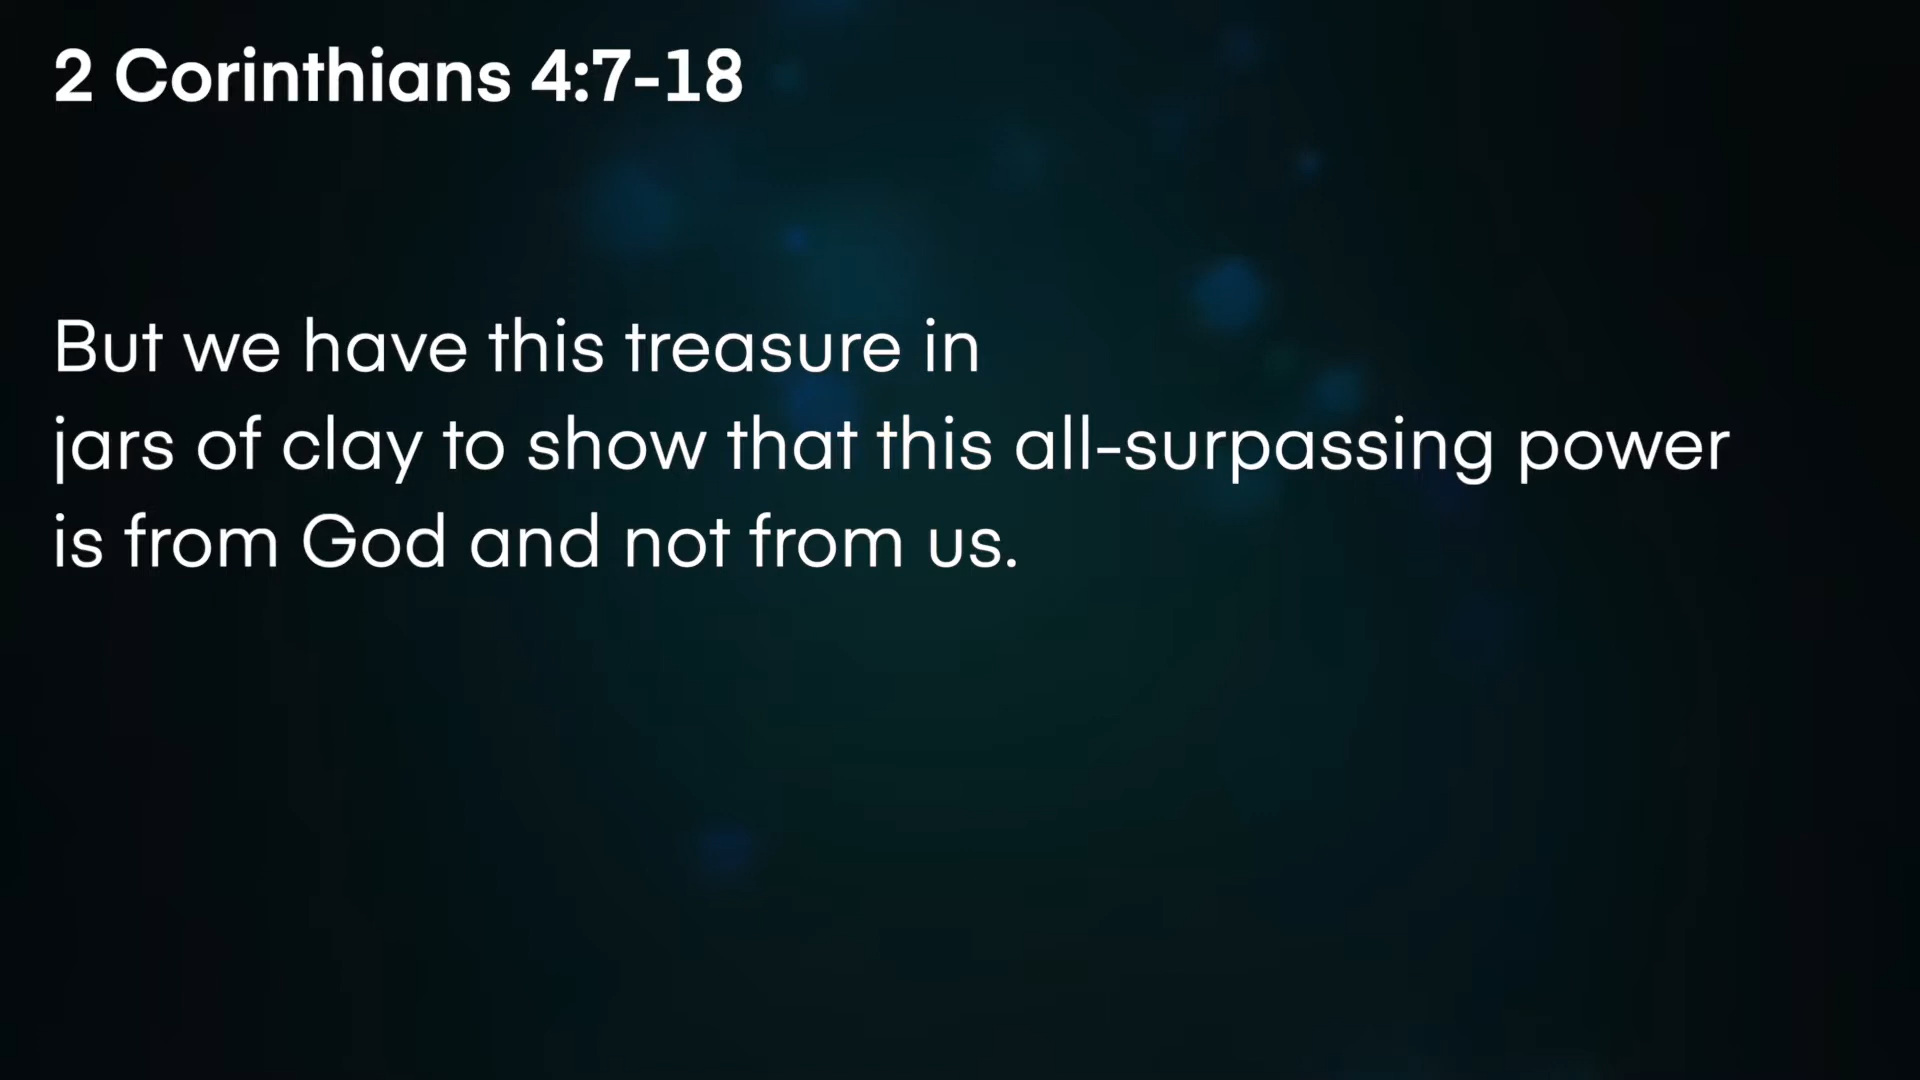 2 Corinthians 4:7-18
But we have this treasure in
jars of clay to show that this all-surpassing power
is from God and not from us.